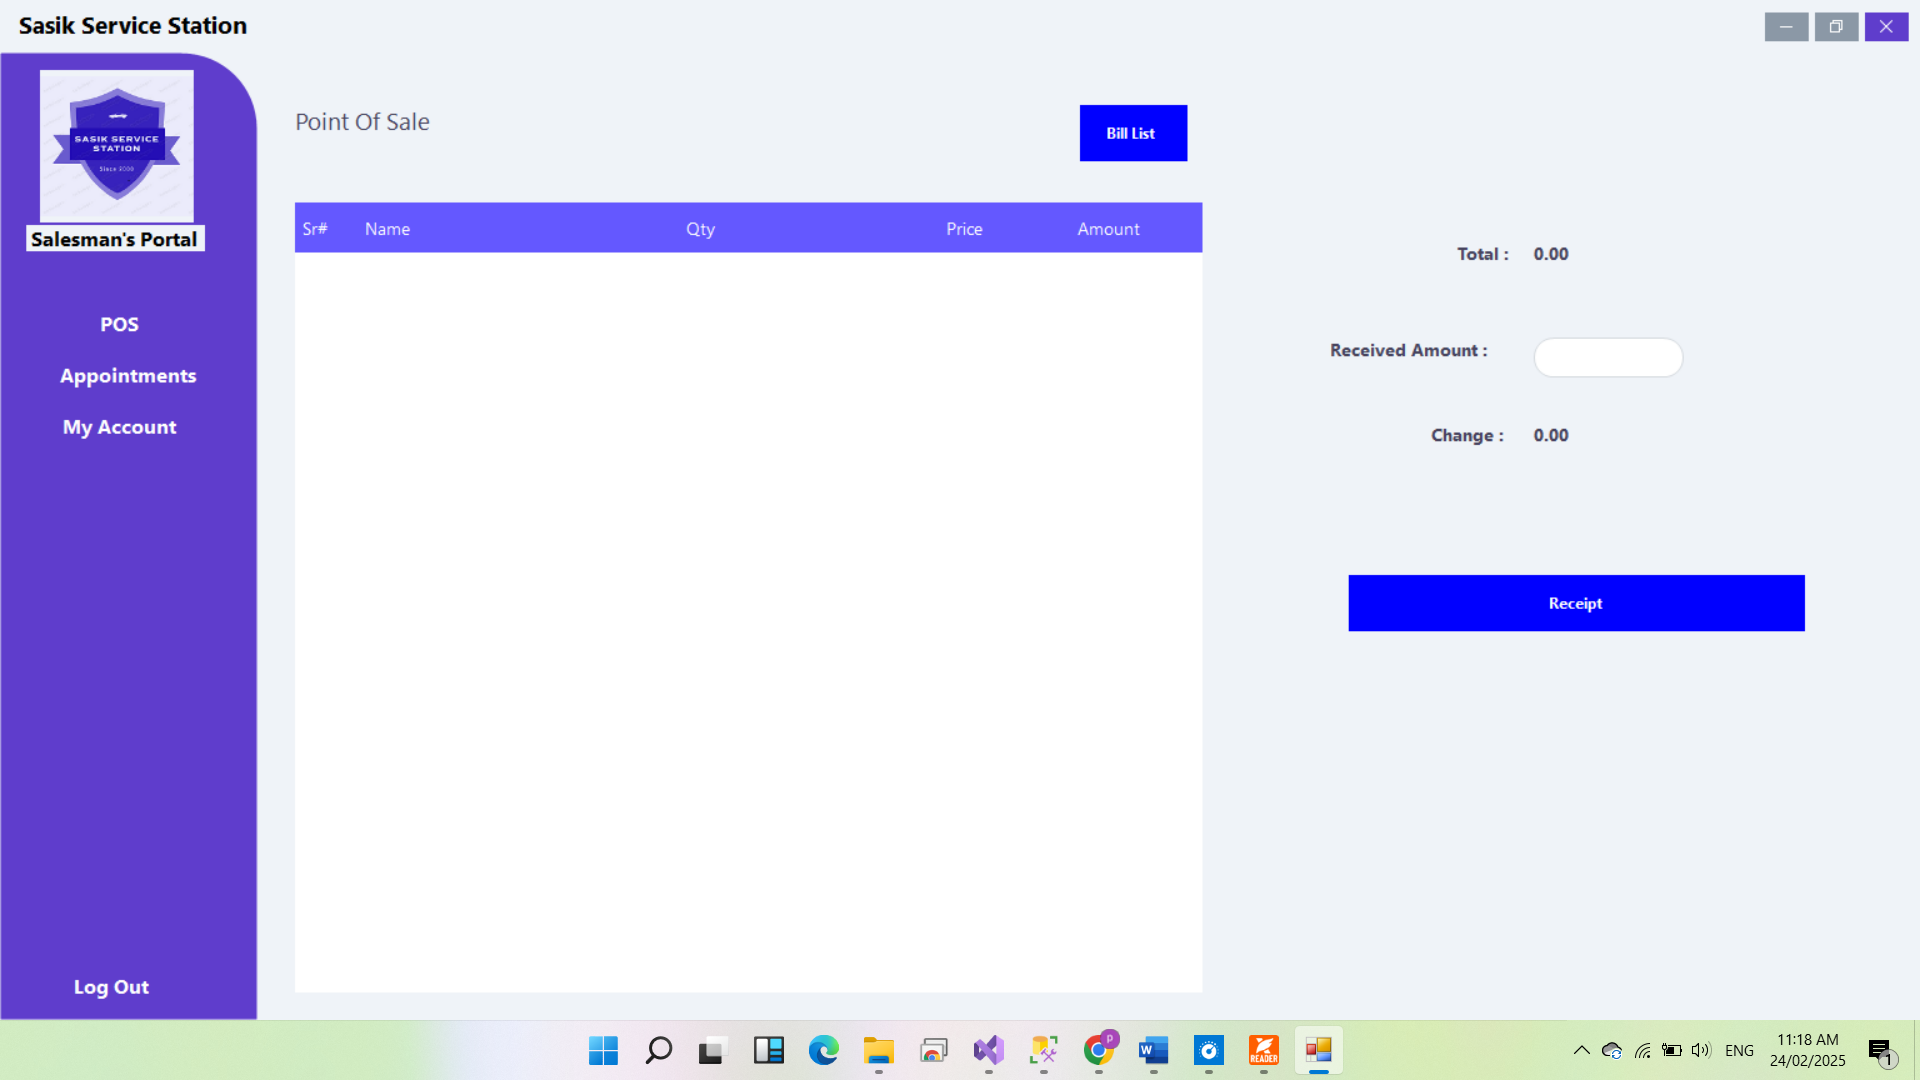 Sasik Service Station
SASIK SERVICE
STATION
Since 2000
Salesman's Portal
POS
Appointments
My Account
Log Out
Point Of Sale
Bill List
Sr# Name Qty Price Amount
Total : 0.00
Received Amount :
Change : 0.00
Receipt
P
W
READER
ENG
11:18 AM
24/02/2025
1